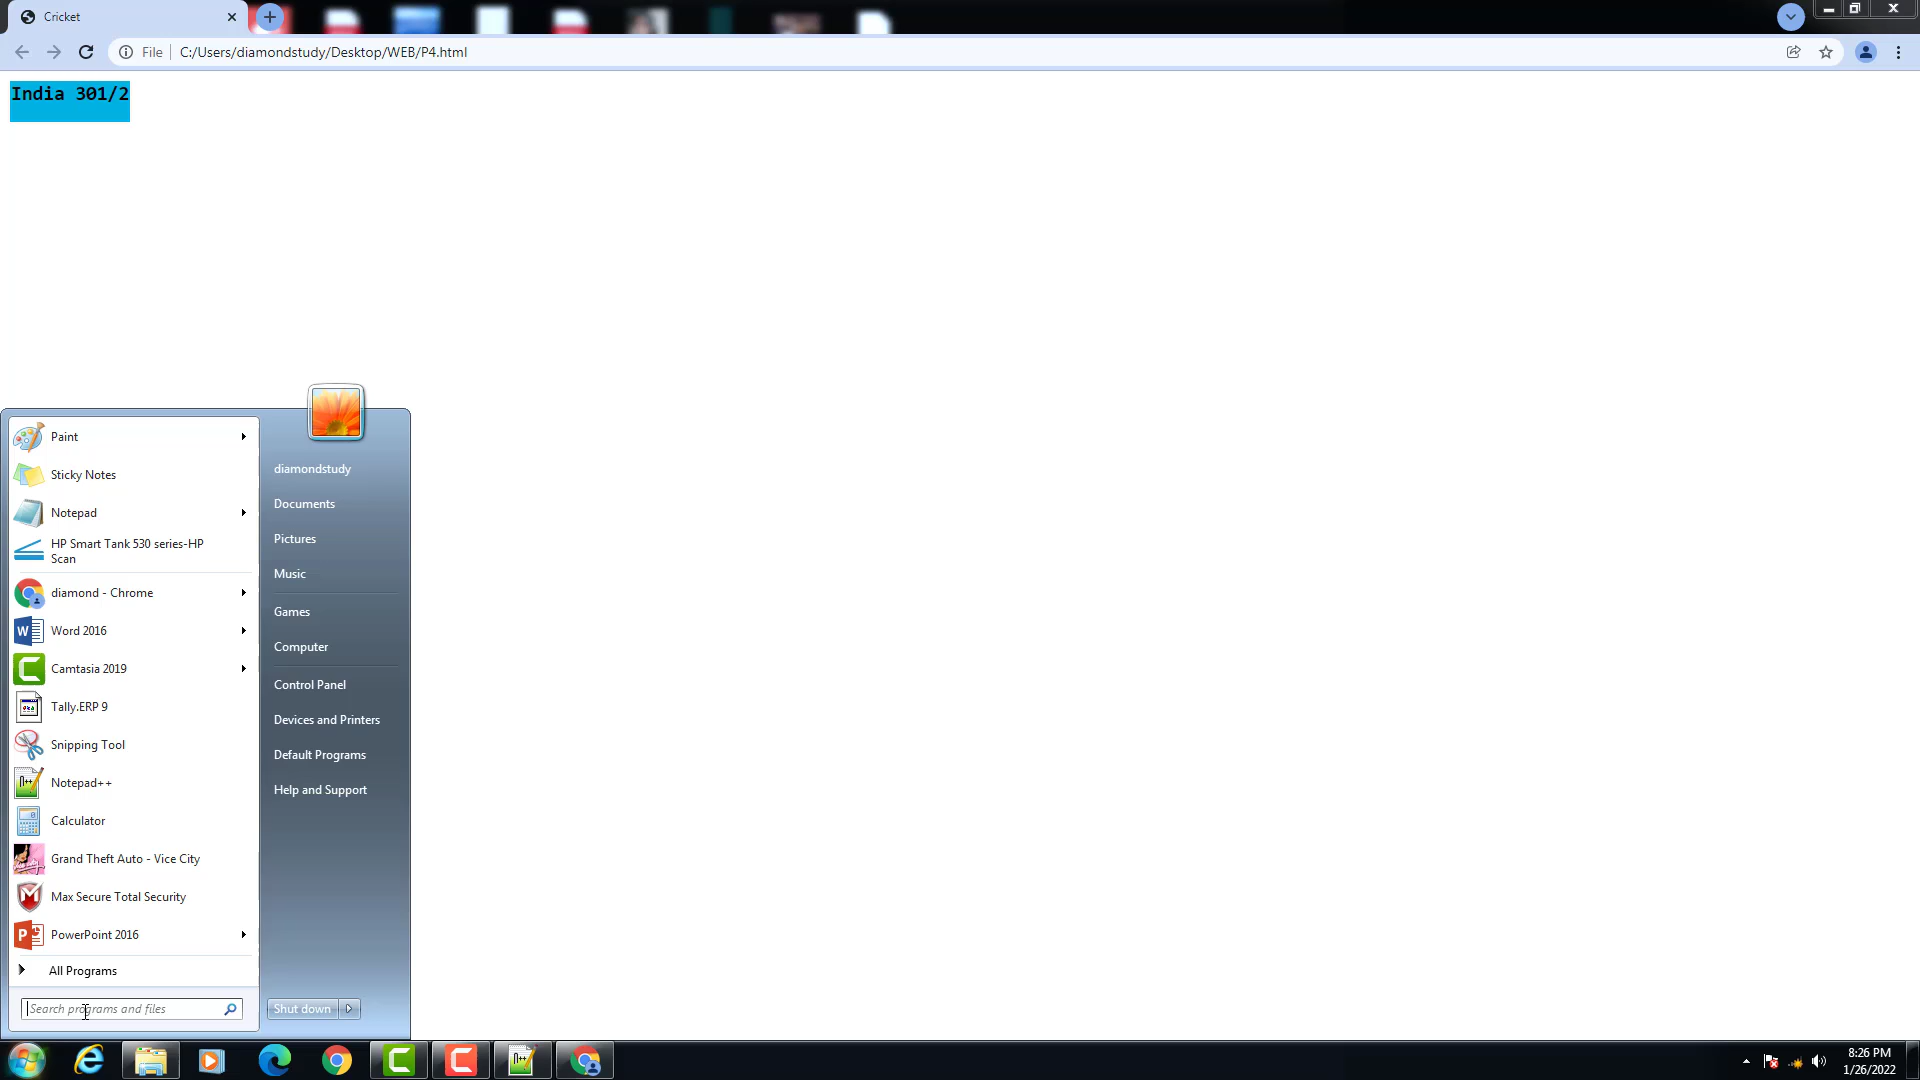 Cricket
File
C:/Users/diamondstudy/Desktop/WEB/P4.html
India 301/2
Paint
Sticky Notes
Notepad
HP Smart Tank 530 series-HP
Scan
diamond - Chrome
Word 2016
Camtasia 2019
Tally.ERP 9
Snipping Tool
Notepad++
Calculator
Grand Theft Auto - Vice City
Max Secure Total Security
PowerPoint 2016
All Programs
Search programs and files
diamondstudy
Documents
Pictures
Music
Games
Computer
Control Panel
Devices and Printers
Default Programs
Help and Support
Shut down
8:26 PM
1/26/2022